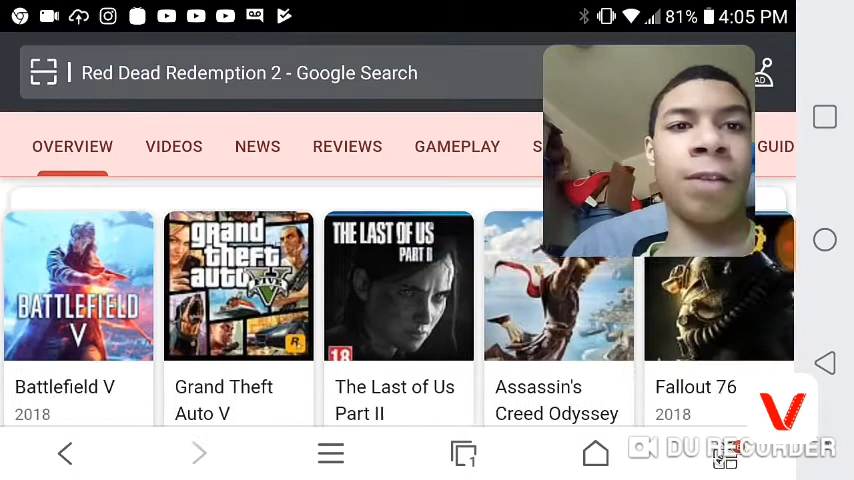 81% 4:05 PM
Red Dead Redemption 2 - Google Search
AD
OVERVIEW VIDEOS NEWS REVIEWS GAMEPLAY S GUID
BATTLEFIELD V
grand theft auto V
R
THE LAST OF US PART II
18
Battlefield V
2018
Grand Theft Auto V
The Last of Us Part II
Assassin's Creed Odyssey
Fallout 76
2018
V
1
DU RECORDER